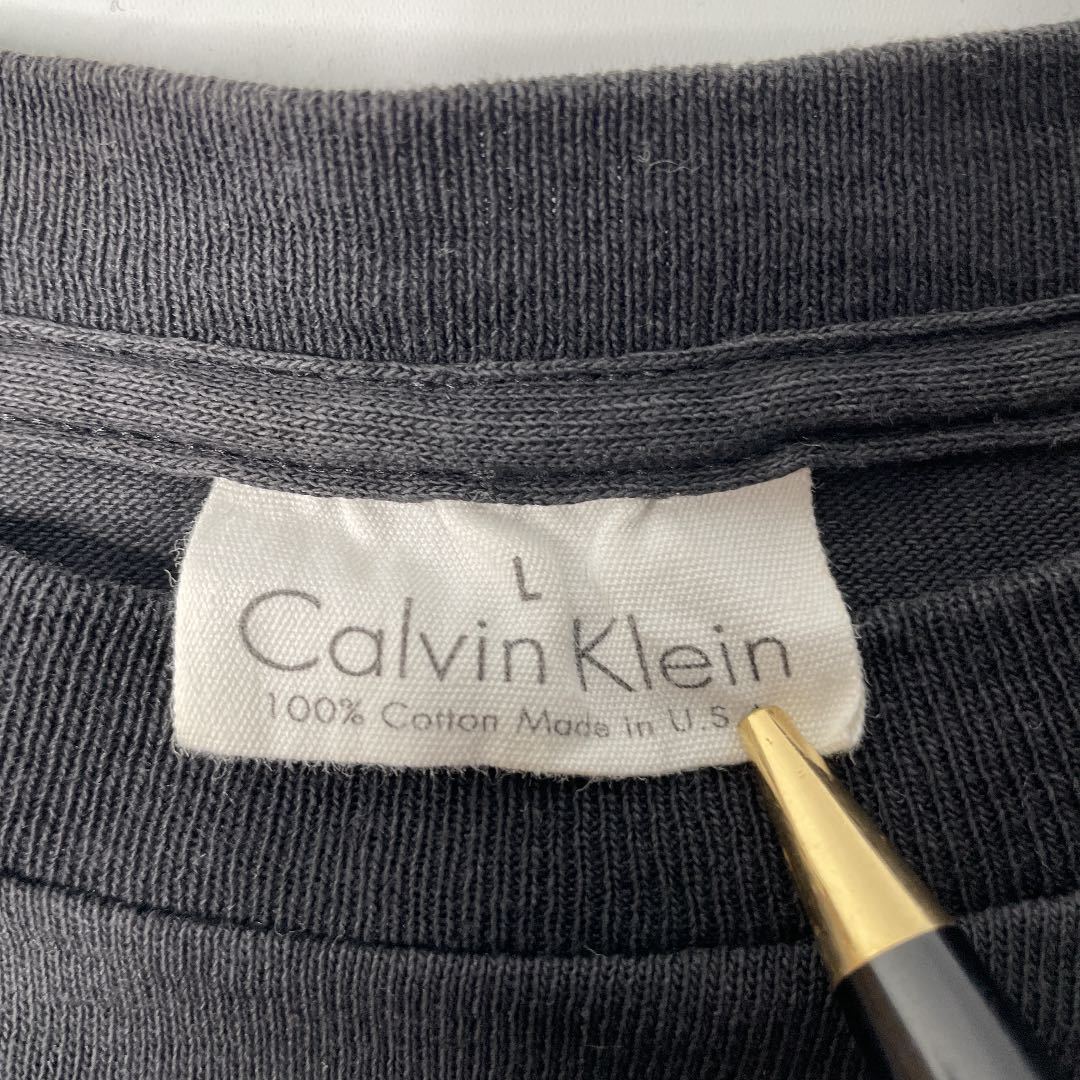 L
Calvin Klein
100% Cotton Made in U.S.